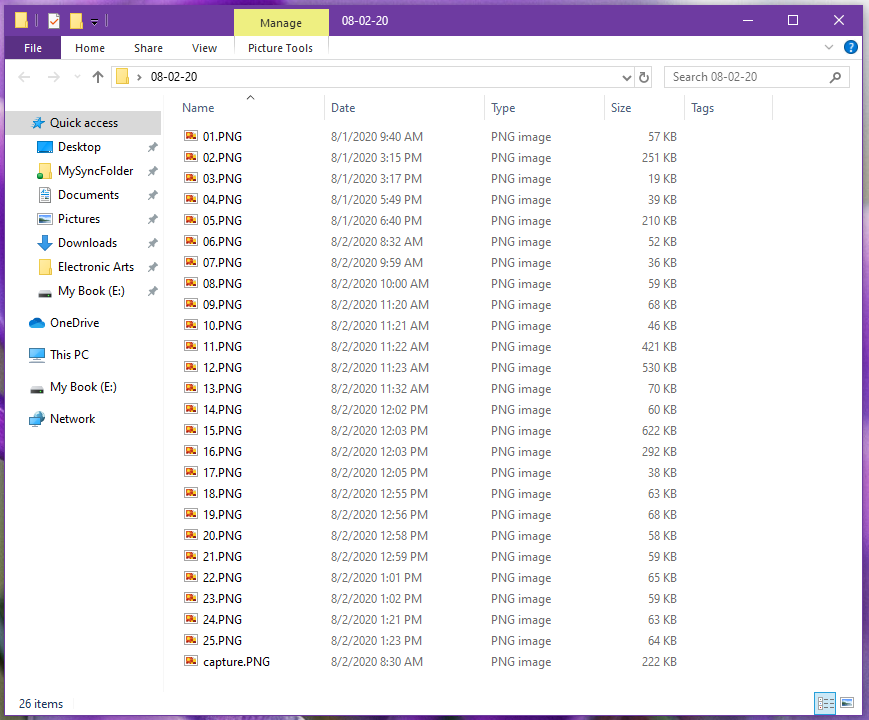 Manage 08-02-20
File Home Share View Picture Tools
08-02-20 Search 08-02-20
Name Date Type Size Tags
Quick access
Desktop
MySyncFolder
Documents
Pictures
Downloads
Electronic Arts
My Book (E:)
OneDrive
This PC
My Book (E:)
Network
01.PNG 8/1/2020 9:40 AM PNG image 57 KB
02.PNG 8/1/2020 3:15 PM PNG image 251 KB
03.PNG 8/1/2020 3:17 PM PNG image 19 KB
04.PNG 8/1/2020 5:49 PM PNG image 39 KB
05.PNG 8/1/2020 6:40 PM PNG image 210 KB
06.PNG 8/2/2020 8:32 AM PNG image 52 KB
07.PNG 8/2/2020 9:59 AM PNG image 36 KB
08.PNG 8/2/2020 10:00 AM PNG image 59 KB
09.PNG 8/2/2020 11:20 AM PNG image 68 KB
10.PNG 8/2/2020 11:21 AM PNG image 46 KB
11.PNG 8/2/2020 11:22 AM PNG image 421 KB
12.PNG 8/2/2020 11:23 AM PNG image 530 KB
13.PNG 8/2/2020 11:32 AM PNG image 70 KB
14.PNG 8/2/2020 12:02 PM PNG image 60 KB
15.PNG 8/2/2020 12:03 PM PNG image 622 KB
16.PNG 8/2/2020 12:03 PM PNG image 292 KB
17.PNG 8/2/2020 12:05 PM PNG image 38 KB
18.PNG 8/2/2020 12:55 PM PNG image 63 KB
19.PNG 8/2/2020 12:56 PM PNG image 68 KB
20.PNG 8/2/2020 12:58 PM PNG image 58 KB
21.PNG 8/2/2020 12:59 PM PNG image 59 KB
22.PNG 8/2/2020 1:01 PM PNG image 65 KB
23.PNG 8/2/2020 1:02 PM PNG image 59 KB
24.PNG 8/2/2020 1:21 PM PNG image 63 KB
25.PNG 8/2/2020 1:23 PM PNG image 64 KB
capture.PNG 8/2/2020 8:30 AM PNG image 222 KB
26 items